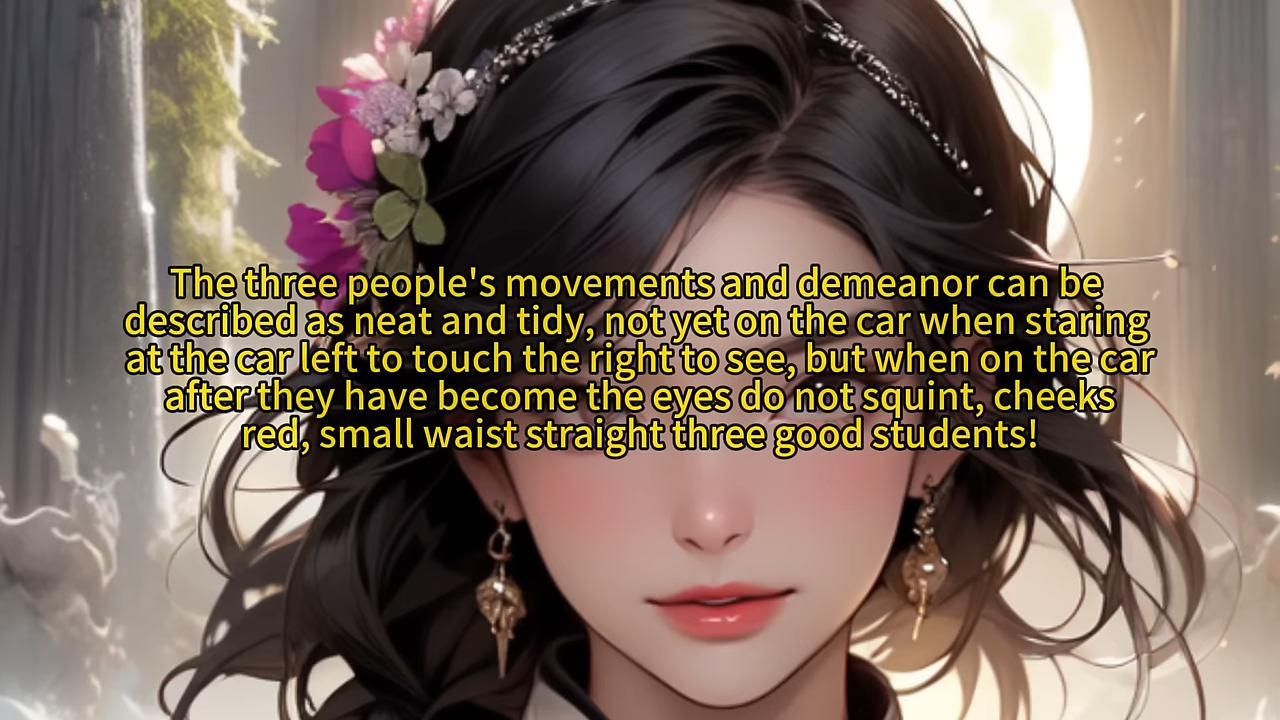 The three people's movements and demeanor can be
described as neat and tidy, not yet on the car when staring
at the car left to touch the right to see, but when on the car
after they have become the eyes do not squint, cheeks
red, small waist straight three good students!